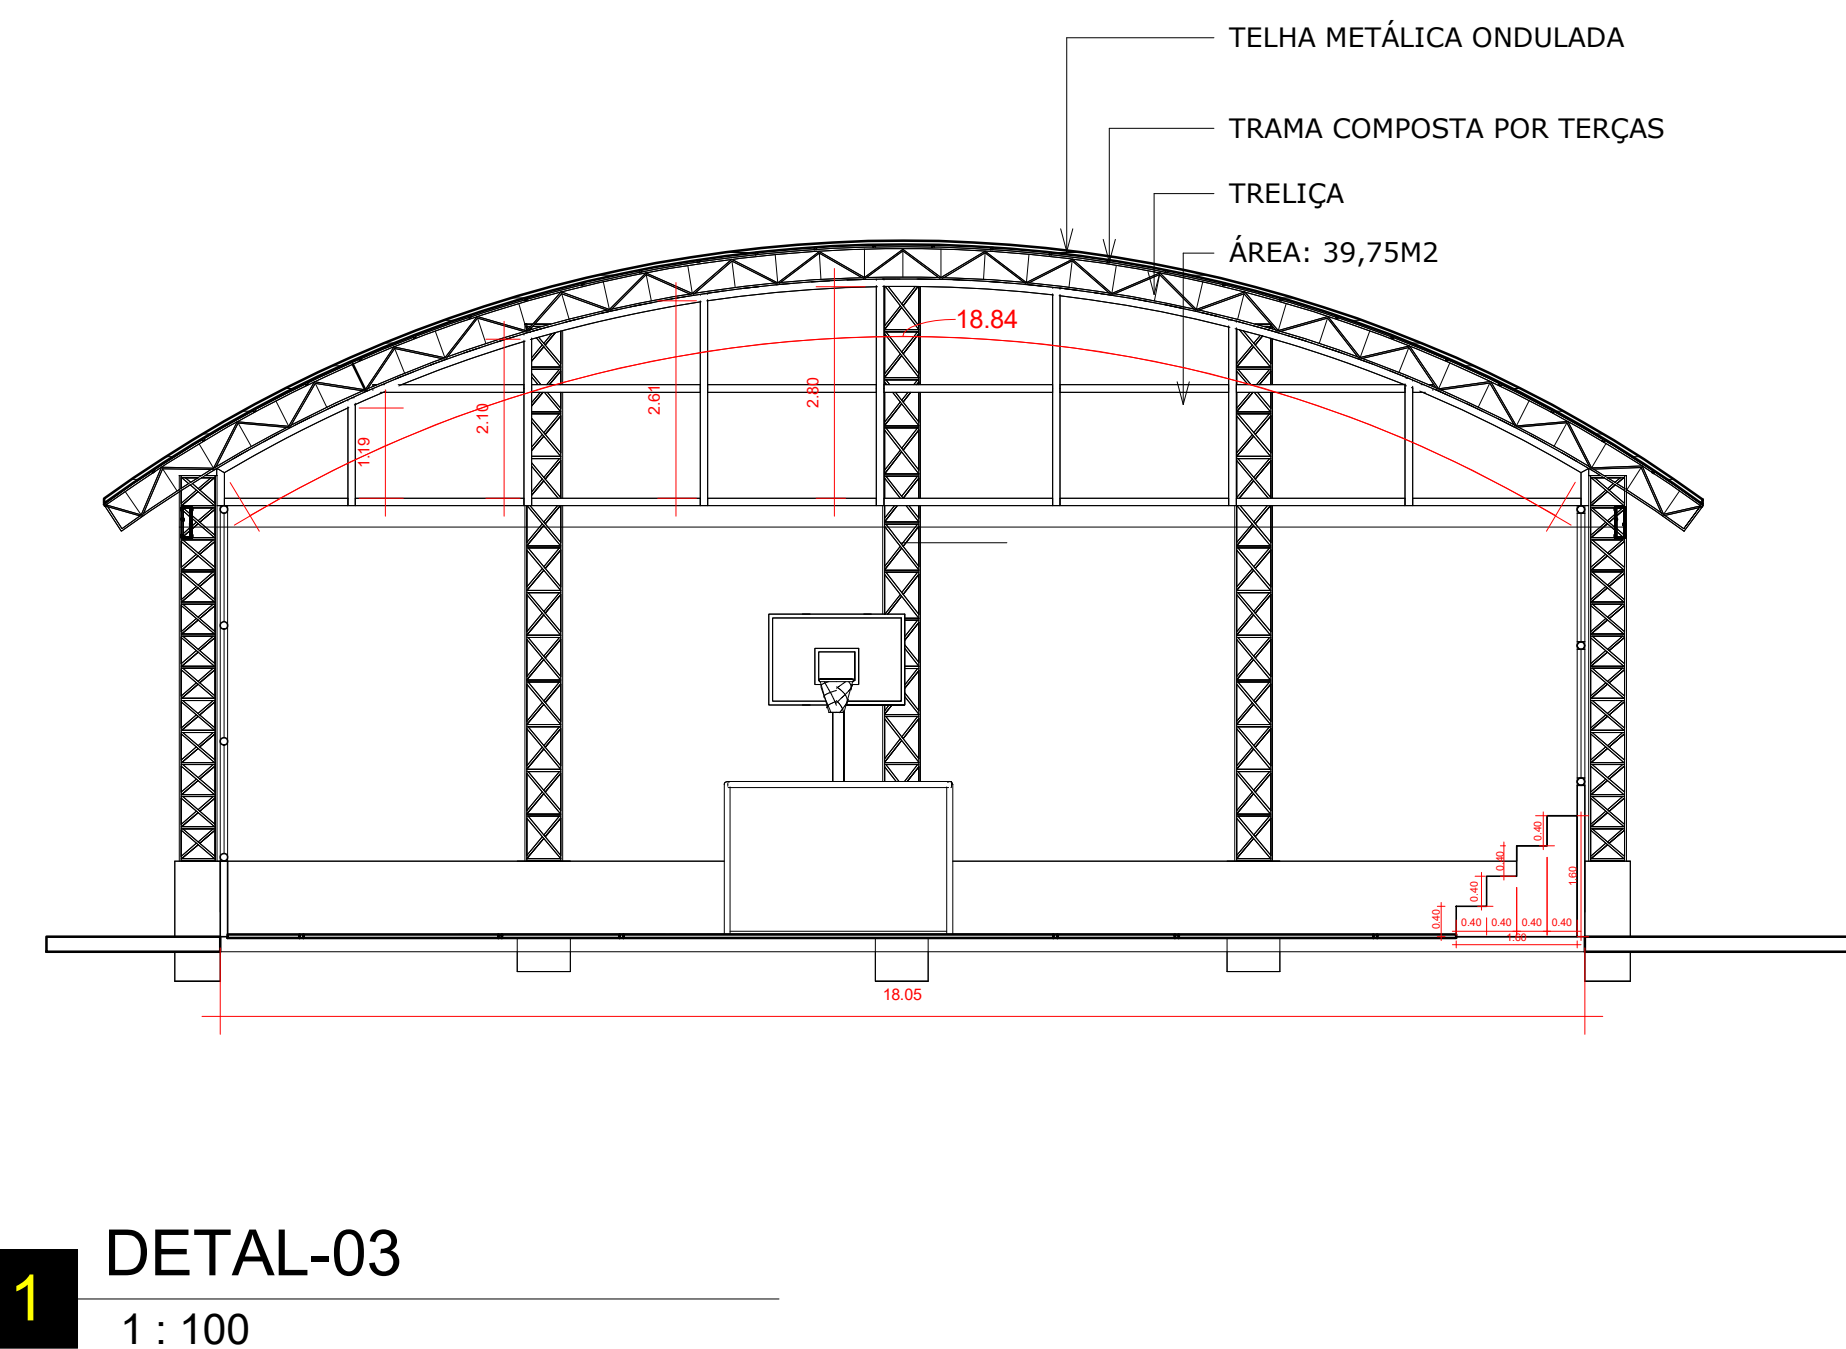 TELHA METÁLICA ONDULADA
TRAMA COMPOSTA POR TERÇAS
TRELIÇA
ÁREA: 39,75M2
18.84
2.80
2.61
2.10
1.19
0.40
0.40
0.40
0.40
1.60
0.40 0.40 0.40 0.40
18.05
DETAL-03
1
1 : 100